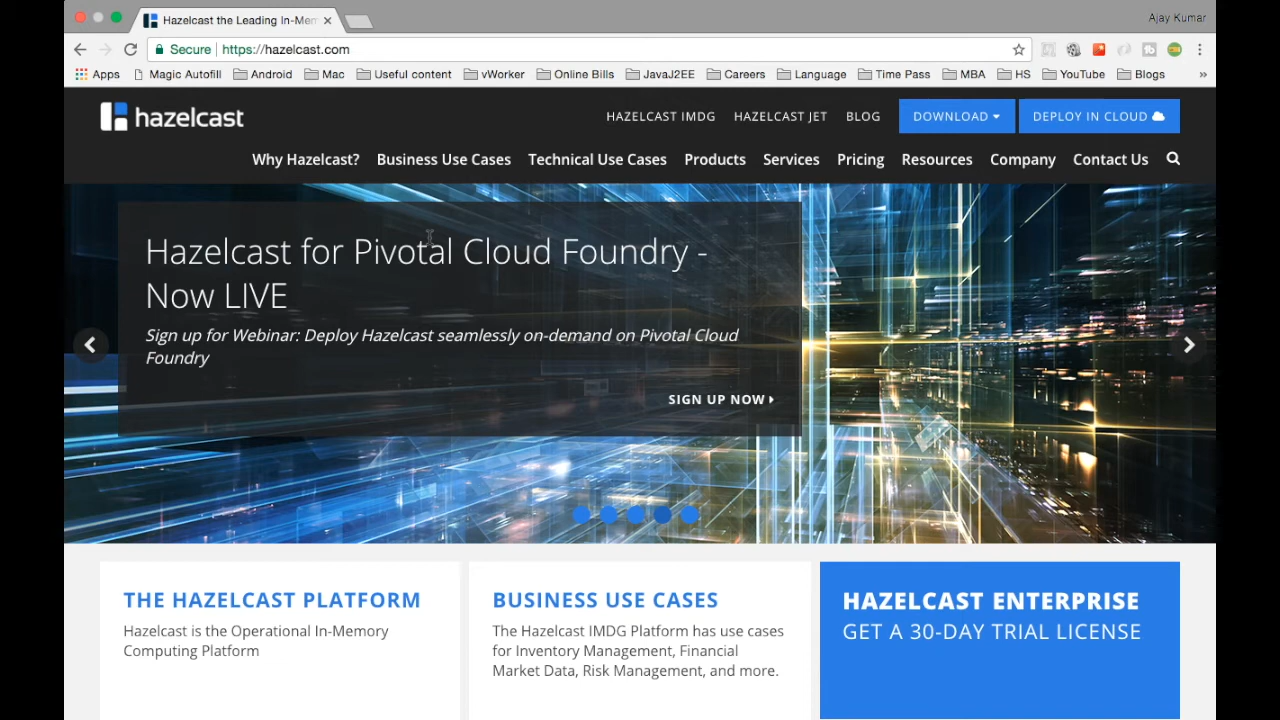 Hazelcast the Leading In-Mem
Ajay Kumar
Secure https://hazelcast.com
Apps Magic Autofill Android Mac Useful content vWorker Online Bills JavaJ2EE Careers Language Time Pass MBA HS YouTube Blogs »
hazelcast
HAZELCAST IMDG HAZELCAST JET BLOG DOWNLOAD DEPLOY IN CLOUD
Why Hazelcast? Business Use Cases Technical Use Cases Products Services Pricing Resources Company Contact Us
Hazelcast for Pivotal Cloud Foundry -
Now LIVE
Sign up for Webinar: Deploy Hazelcast seamlessly on-demand on Pivotal Cloud
Foundry
SIGN UP NOW
THE HAZELCAST PLATFORM
Hazelcast is the Operational In-Memory
Computing Platform
BUSINESS USE CASES
The Hazelcast IMDG Platform has use cases
for Inventory Management, Financial
Market Data, Risk Management, and more.
HAZELCAST ENTERPRISE
GET A 30-DAY TRIAL LICENSE